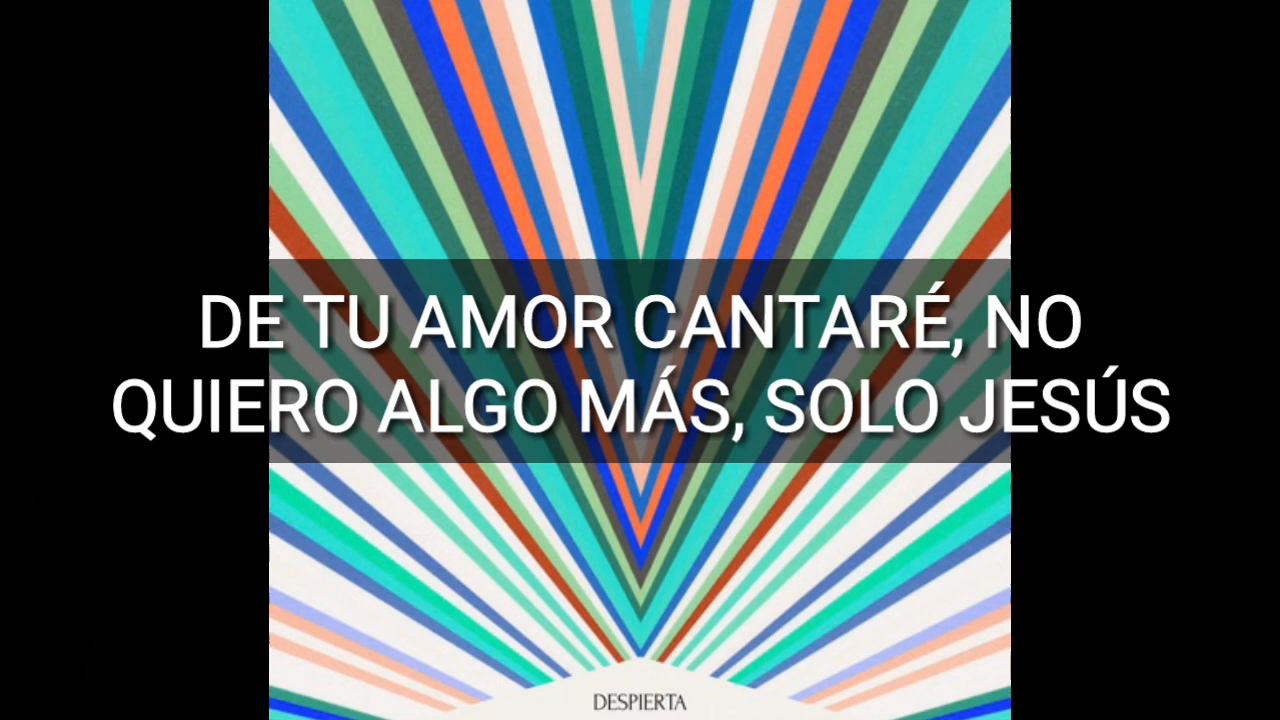 DE TU AMOR CANTARÉ, NO
QUIERO ALGO MÁS, SOLO JESÚS
DESPIERTA